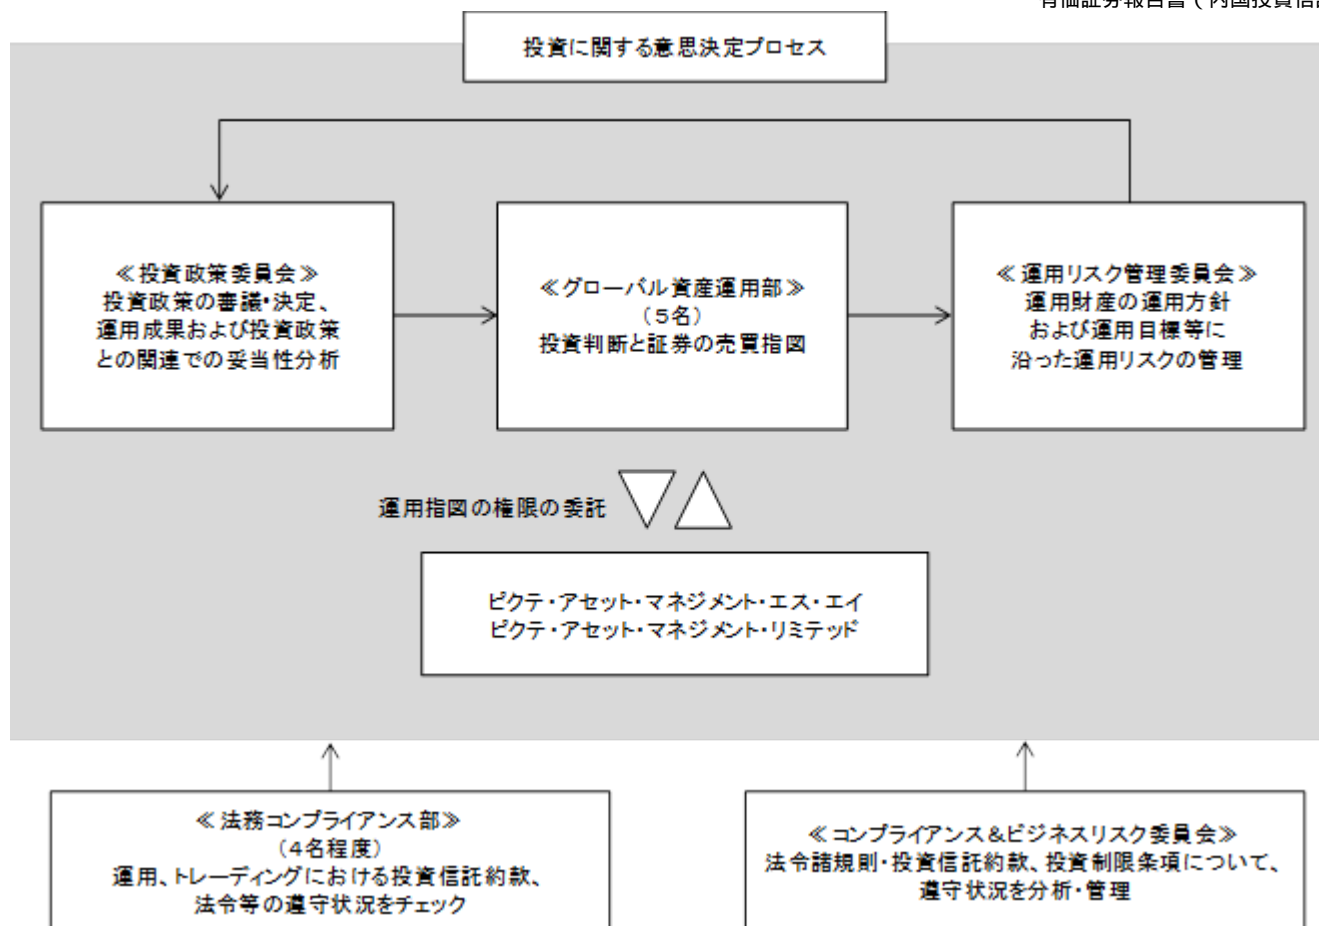 有価証券報告書(内国投資信
投資に関する意思決定プロセス
≪投資政策委員会≫
投資政策の審議・決定、
運用成果および投資政策
との関連での妥当性分析
≪グローバル資産運用部≫
(5名)
投資判断と証券の売買指図
≪運用リスク管理委員会≫
運用財産の運用方針
および運用目標等に
沿った運用リスクの管理
運用指図の権限の委託
ピクテ・アセット・マネジメント・エス・エイ
ピクテ・アセット・マネジメント・リミテッド
≪法務コンプライアンス部≫
(4名程度)
運用、トレーディングにおける投資信託約款、
法令等の遵守状況をチェック
≪コンプライアンス&ビジネスリスク委員会≫
法令諸規則・投資信託約款、投資制限条項について、
遵守状況を分析・管理